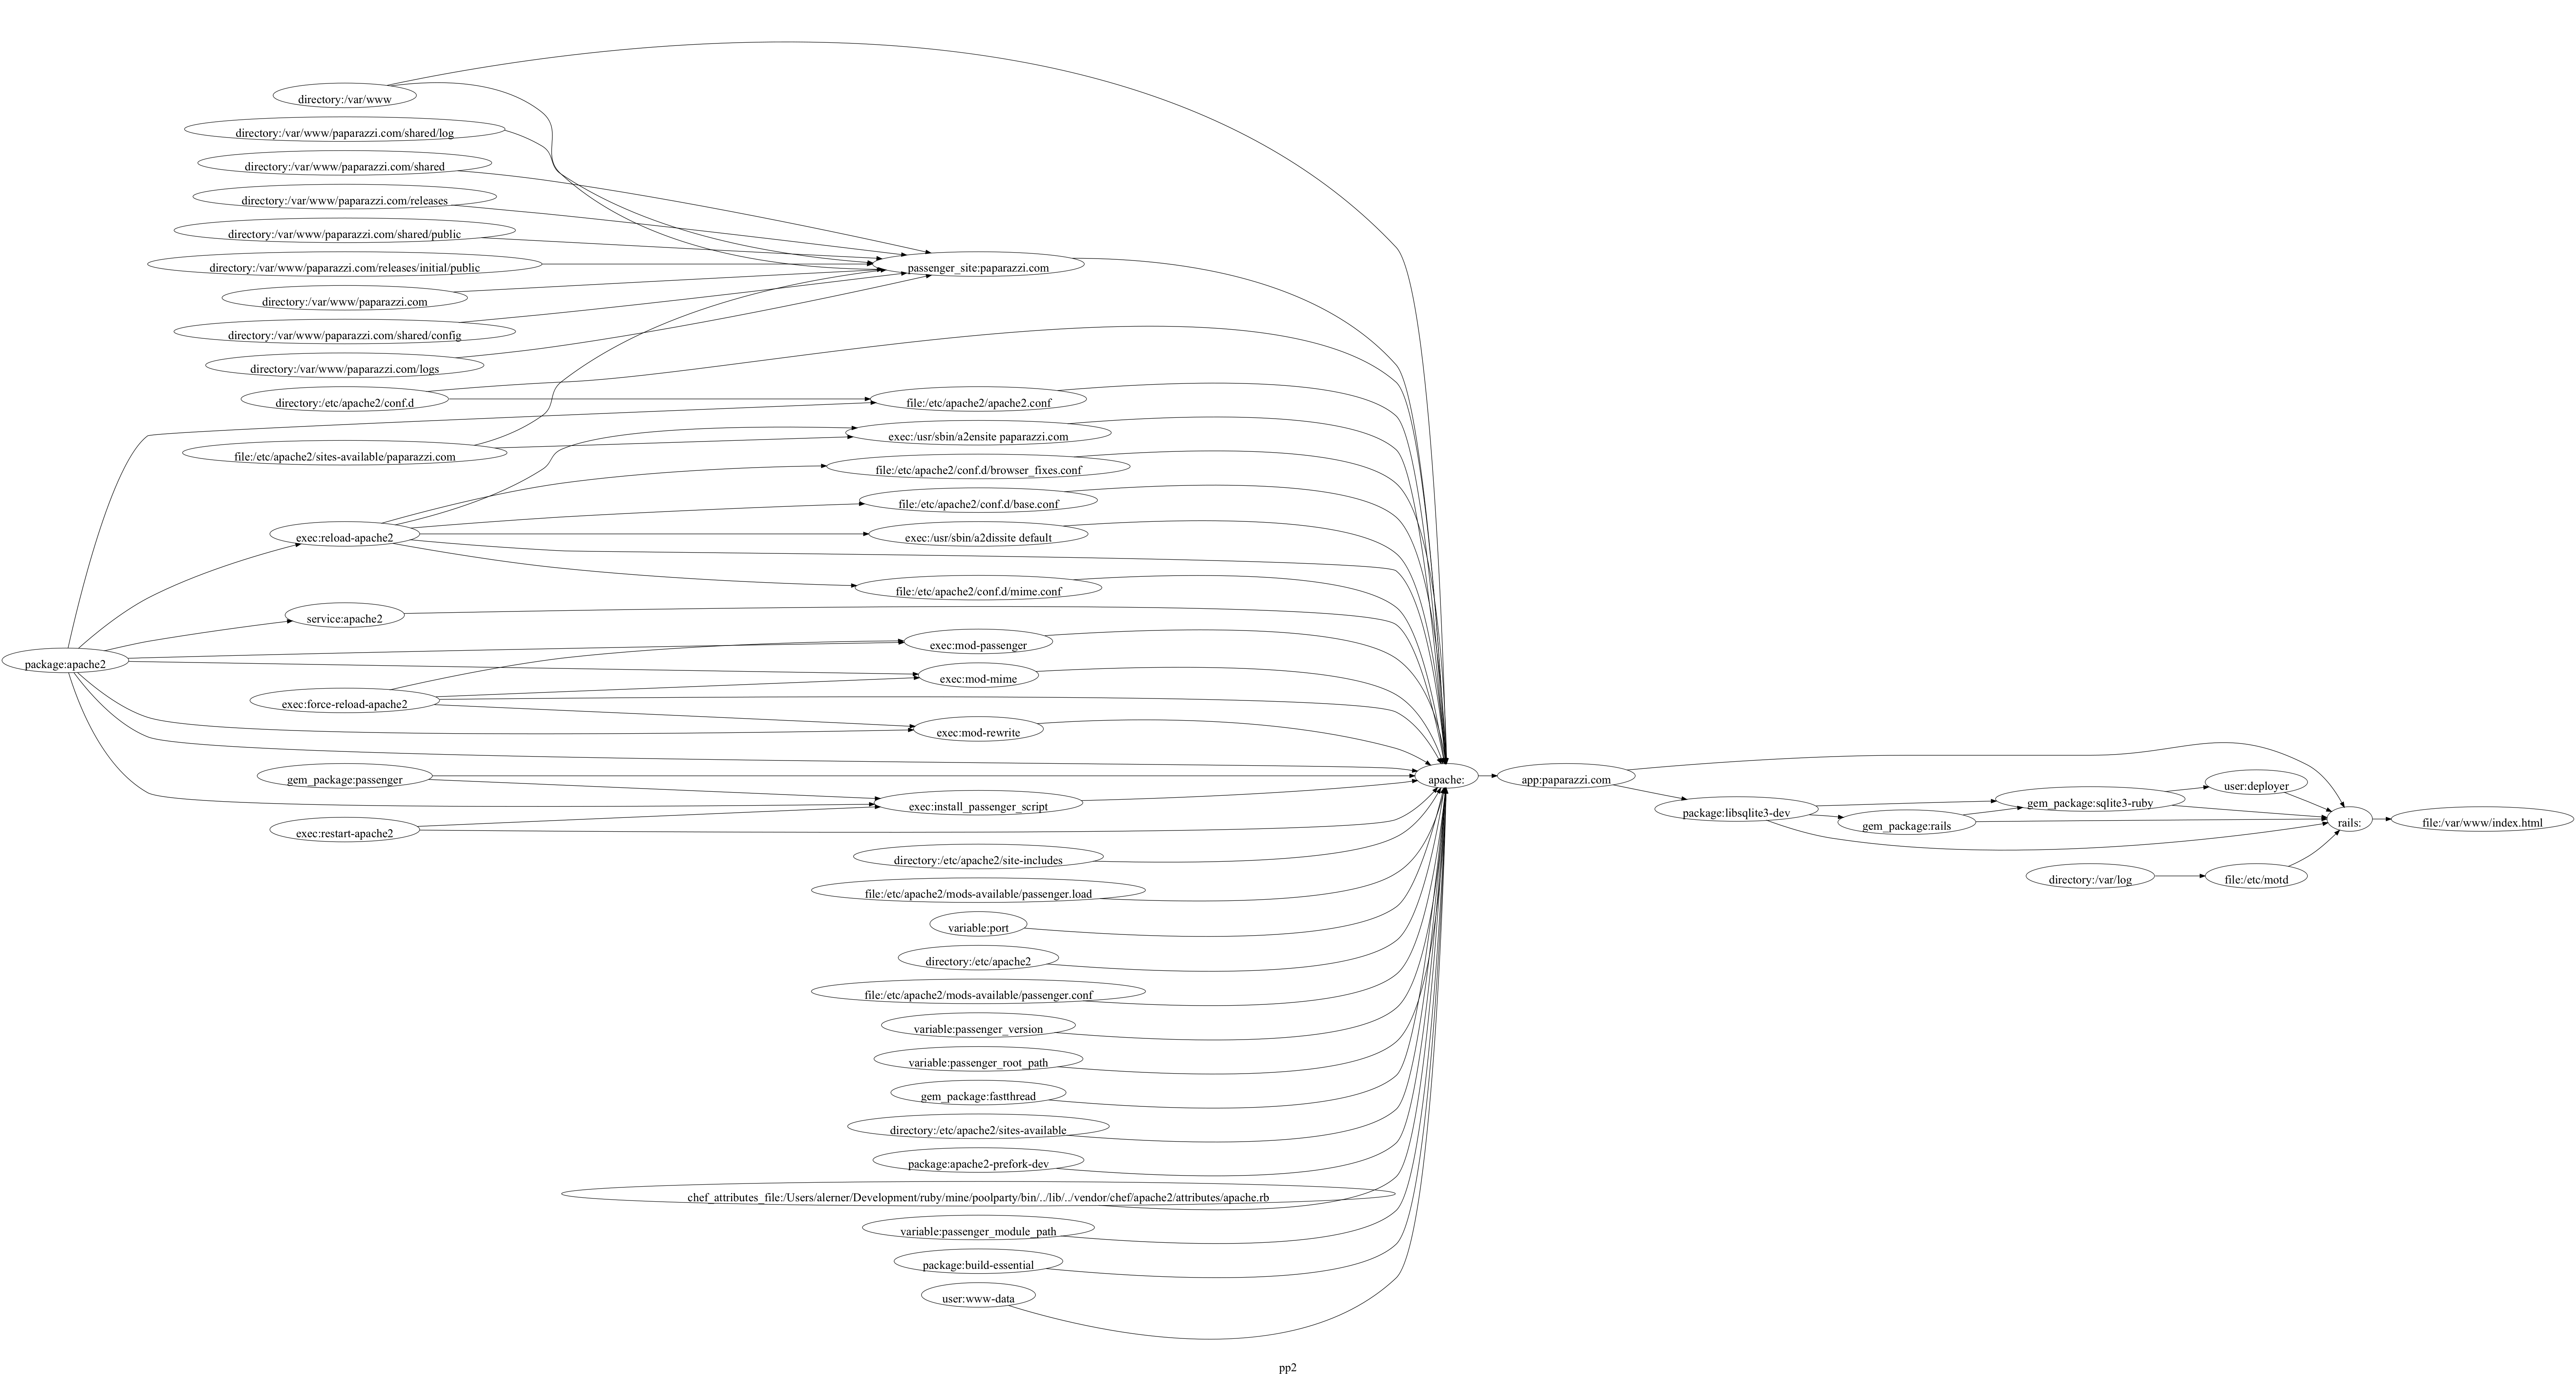 directory:/var/www
directory:/var/www/paparazzi.com/shared/log
directory:/var/www/paparazzi.com/shared
directory:/var/www/paparazzi.com/releases
directory:/var/www/paparazzi.com/shared/public
directory:/var/www/paparazzi.com/releases/initial/public
passenger_site:paparazzi.com
directory:/var/www/paparazzi.com
directory:/var/www/paparazzi.com/shared/config
directory:/var/www/paparazzi.com/logs
directory:/etc/apache2/conf.d
file:/etc/apache2/apache2.conf
exec:/usr/sbin/a2ensite paparazzi.com
file:/etc/apache2/sites-available/paparazzi.com
file:/etc/apache2/conf.d/browser_fixes.conf
file:/etc/apache2/conf.d/base.conf
exec:reload-apache2
exec:/usr/sbin/a2dissite default
file:/etc/apache2/conf.d/mime.conf
service:apache2
exec:mod-passenger
package:apache2
exec:mod-mime
exec:force-reload-apache2
exec:mod-rewrite
gem_package:passenger
apache:
app:paparazzi.com
user:deployer
exec:install_passenger_script
gem_package:sqlite3-ruby
package:libsqlite3-dev
gem_package:rails
rails:
file:/var/www/index.html
exec:restart-apache2
directory:/etc/apache2/site-includes
directory:/var/log
file:/etc/motd
file:/etc/apache2/mods-available/passenger.load
variable:port
directory:/etc/apache2
file:/etc/apache2/mods-available/passenger.conf
variable:passenger_version
variable:passenger_root_path
gem_package:fastthread
directory:/etc/apache2/sites-available
package:apache2-prefork-dev
chef_attributes_file:/Users/alerner/Development/ruby/mine/poolparty/bin/../lib/../vendor/chef/apache2/attributes/apache.rb
variable:passenger_module_path
package:build-essential
user:www-data
pp2